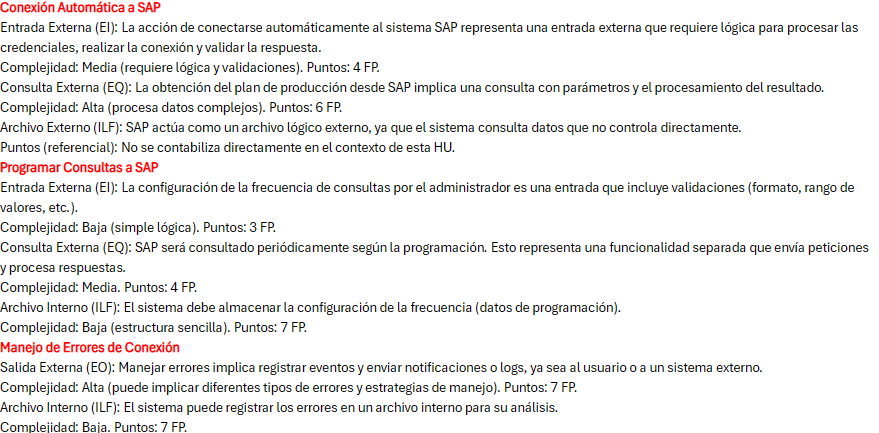 Conexión Automática a SAP
Entrada Externa (EI): La acción de conectarse automáticamente al sistema SAP representa una entrada externa que requiere lógica para procesar las
credenciales, realizar la conexión y validar la respuesta.
Complejidad: Media (requiere lógica y validaciones). Puntos: 4 FP.
Consulta Externa (EQ): La obtención del plan de producción desde SAP implica una consulta con parámetros y el procesamiento del resultado.
Complejidad: Alta (procesa datos complejos). Puntos: 6 FP.
Archivo Externo (ILF): SAP actúa como un archivo lógico externo, ya que el sistema consulta datos que no controla directamente.
Puntos (referencial): No se contabiliza directamente en el contexto de esta HU.
Programar Consultas a SAP
Entrada Externa (EI): La configuración de la frecuencia de consultas por el administrador es una entrada que incluye validaciones (formato, rango de
valores, etc.).
Complejidad: Baja (simple lógica). Puntos: 3 FP.
Consulta Externa (EQ): SAP será consultado periódicamente según la programación. Esto representa una funcionalidad separada que envía peticiones
y procesa respuestas.
Complejidad: Media. Puntos: 4 FP.
Archivo Interno (ILF): El sistema debe almacenar la configuración de la frecuencia (datos de programación).
Complejidad: Baja (estructura sencilla). Puntos: 7 FP.
Manejo de Errores de Conexión
Salida Externa (EO): Manejar errores implica registrar eventos y enviar notificaciones o logs, ya sea al usuario o a un sistema externo.
Complejidad: Alta (puede implicar diferentes tipos de errores y estrategias de manejo). Puntos: 7 FP.
Archivo Interno (ILF): El sistema puede registrar los errores en un archivo interno para su análisis.
Complejidad: Baja. Puntos: 7 FP.